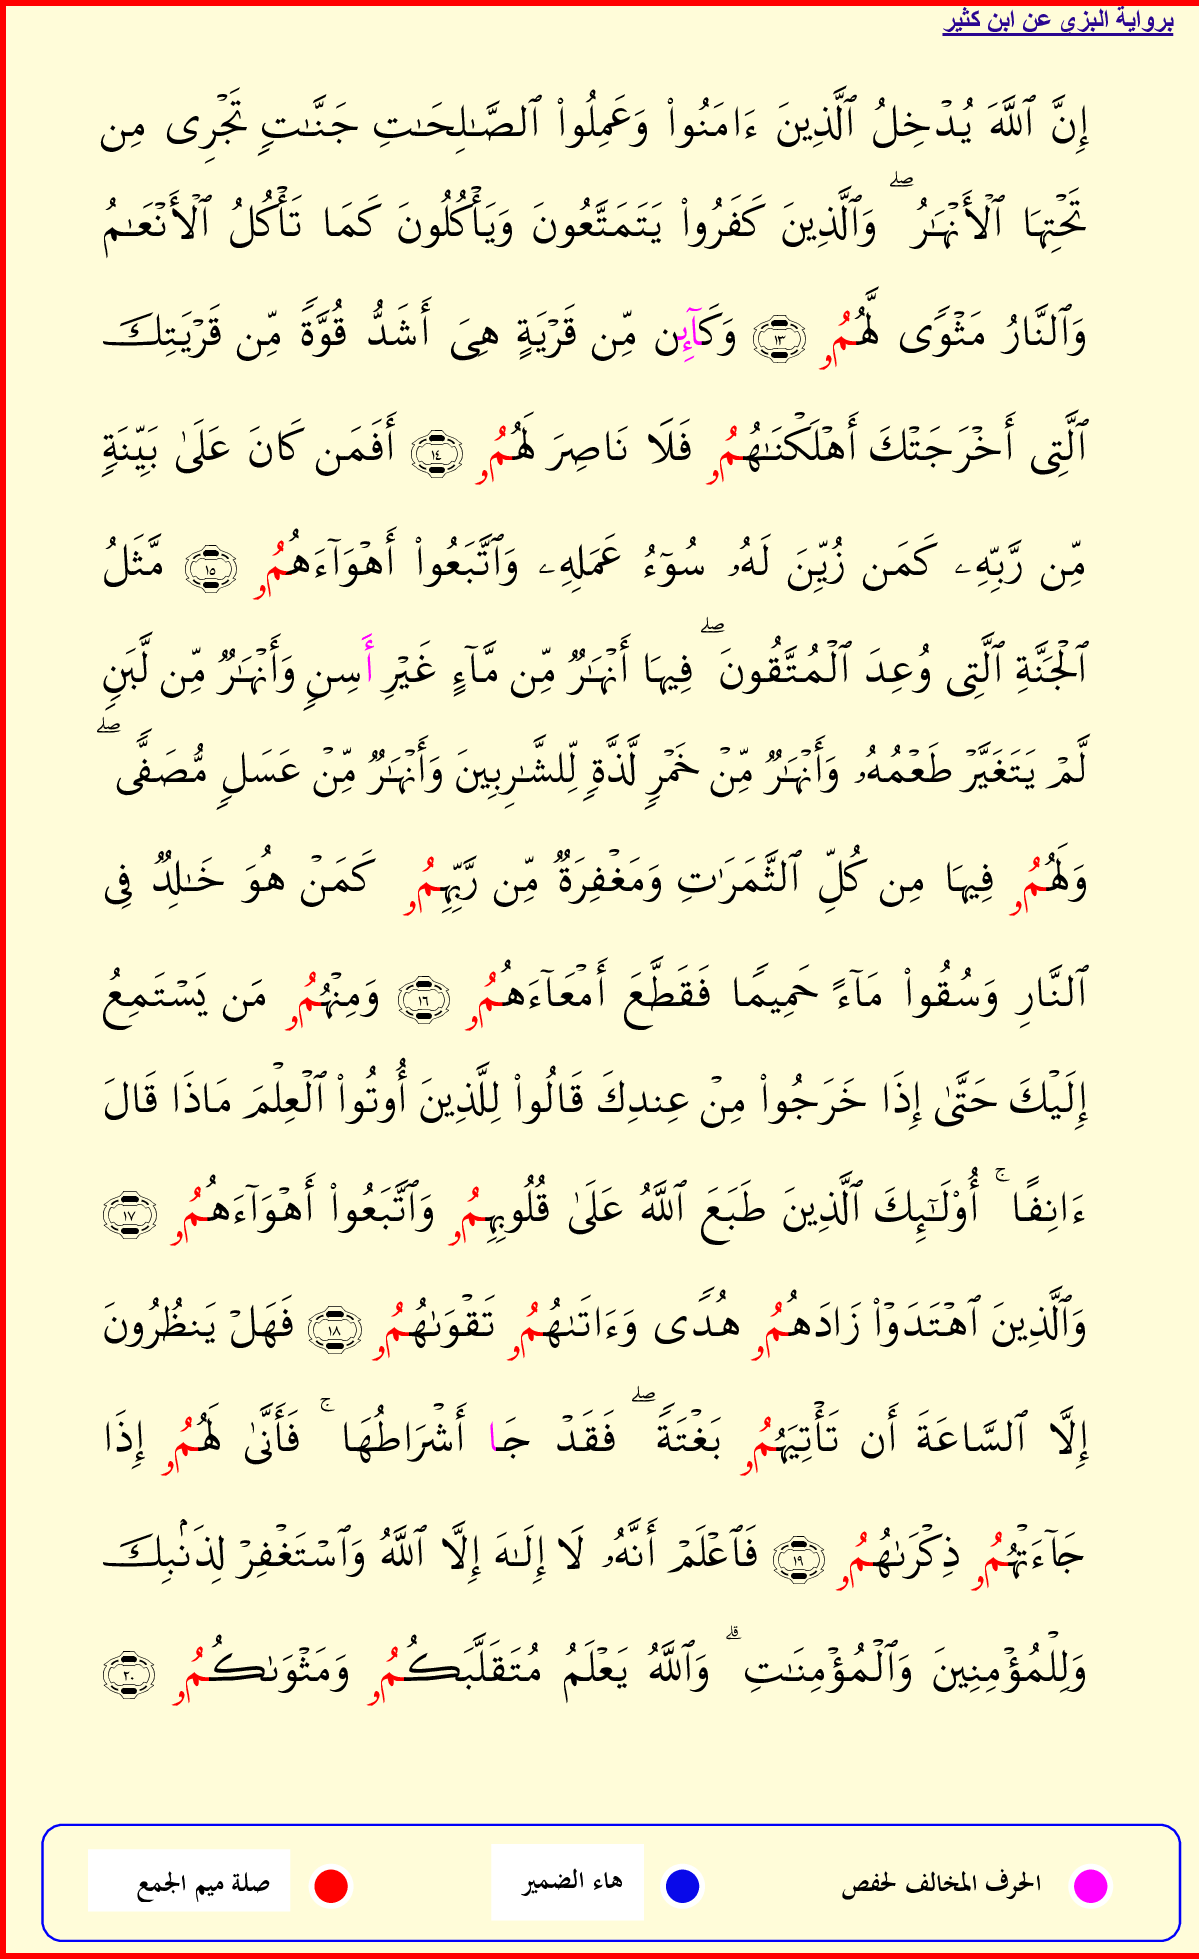 برواية البزى عن ابن كثير
إِنَّ ٱللَّهَ يُدۡخِلُ ٱلَّذِينَ ءَامَنُواْ وَعَمِلُواْ ٱلصَّـٰلِحَـٰتِ جَنَّـٰتٍ تَجۡرِى مِن
تَحۡتِهَا ٱلۡأَنۡهَـٰرُ ۖ وَٱلَّذِينَ كَفَرُواْ يَتَمَتَّعُونَ وَيَأۡكُلُونَ كَمَا تَأۡكُلُ ٱلۡأَنۡعَـٰمُ
وَٱلنَّارُ مَثۡوًى لَّهُمُۥ ١٣ وَكَآئِن مِّن قَرۡيَةٍ هِىَ أَشَدُّ قُوَّةً مِّن قَرۡيَتِكَ
ٱلَّتِى أَخۡرَجَتۡكَ أَهۡلَكۡنَـٰهُمُۥ فَلَا نَاصِرَ لَهُمُۥ ١٤ أَفَمَن كَانَ عَلَىٰ بَيِّنَةٍ
مِّن رَّبِّهِۦ كَمَن زُيِّنَ لَهُۥ سُوٓءُ عَمَلِهِۦ وَٱتَّبَعُواْ أَهۡوَآءَهُمُۥ ١٥ مَّثَلُ
ٱلۡجَنَّةِ ٱلَّتِى وُعِدَ ٱلۡمُتَّقُونَ ۖ فِيهَا أَنۡهَـٰرٌ مِّن مَّآءٍ غَيۡرِ أَسِنٍ وَأَنۡهَـٰرٌ مِّن لَّبَنٍ
لَّمۡ يَتَغَيَّرۡ طَعۡمُهُۥ وَأَنۡهَـٰرٌ مِّنۡ خَمۡرٍ لَّذَّةٍ لِّلشَّـٰرِبِينَ وَأَنۡهَـٰرٌ مِّنۡ عَسَلٍ مُّصَفًّى ۖ
وَلَهُمُۥ فِيهَا مِن كُلِّ ٱلثَّمَرَٰتِ وَمَغۡفِرَةٌ مِّن رَّبِّهِمُۥ كَمَنۡ هُوَ خَـٰلِدٌ فِى
ٱلنَّارِ وَسُقُواْ مَآءً حَمِيمًا فَقَطَّعَ أَمۡعَآءَهُمُۥ ١٦ وَمِنۡهُمُۥ مَن يَسۡتَمِعُ
إِلَيۡكَ حَتَّىٰ إِذَا خَرَجُواْ مِنۡ عِندِكَ قَالُواْ لِلَّذِينَ أُوتُواْ ٱلۡعِلۡمَ مَاذَا قَالَ
ءَانِفًا ۚ أُوْلَـٰٓئِكَ ٱلَّذِينَ طَبَعَ ٱللَّهُ عَلَىٰ قُلُوبِهِمُۥ وَٱتَّبَعُواْ أَهۡوَآءَهُمُۥ ١٧
وَٱلَّذِينَ ٱهۡتَدَوۡاْ زَادَهُمُۥ هُدًى وَءَاتَىٰهُمُۥ تَقۡوَىٰهُمُۥ ١٨ فَهَلۡ يَنظُرُونَ
إِلَّا ٱلسَّاعَةَ أَن تَأۡتِيَهُمُۥ بَغۡتَةً ۖ فَقَدۡ جَا أَشۡرَاطُهَا ۚ فَأَنَّىٰ لَهُمُۥ إِذَا
جَآءَتۡهُمُۥ ذِكۡرَىٰهُمُۥ ١٩ فَٱعۡلَمۡ أَنَّهُۥ لَا إِلَـٰهَ إِلَّا ٱللَّهُ وَٱسۡتَغۡفِرۡ لِذَنۢبِكَ
وَلِلۡمُؤۡمِنِينَ وَٱلۡمُؤۡمِنَـٰتِ ۗ وَٱللَّهُ يَعۡلَمُ مُتَقَلَّبَكُمُۥ وَمَثۡوَىٰكُمُۥ ٢٠
الحرف المخالف لحفص هاء الضمير صلة ميم الجمع